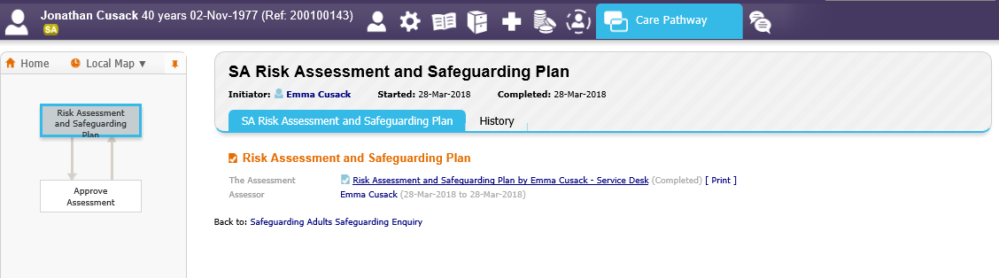 Jonathan Cusack 40 years 02-Nov-1977 (Ref: 200100143)
SA
Care Pathway
Home
Local Map ▼
Risk Assessment
and Safeguarding
Plan
Approve
Assessment
SA Risk Assessment and Safeguarding Plan
Initiator: Emma Cusack Started: 28-Mar-2018 Completed: 28-Mar-2018
SA Risk Assessment and Safeguarding Plan History
Risk Assessment and Safeguarding Plan
The Assessment Risk Assessment and Safeguarding Plan by Emma Cusack - Service Desk (Completed) [ Print ]
Assessor Emma Cusack (28-Mar-2018 to 28-Mar-2018)
Back to: Safeguarding Adults Safeguarding Enquiry